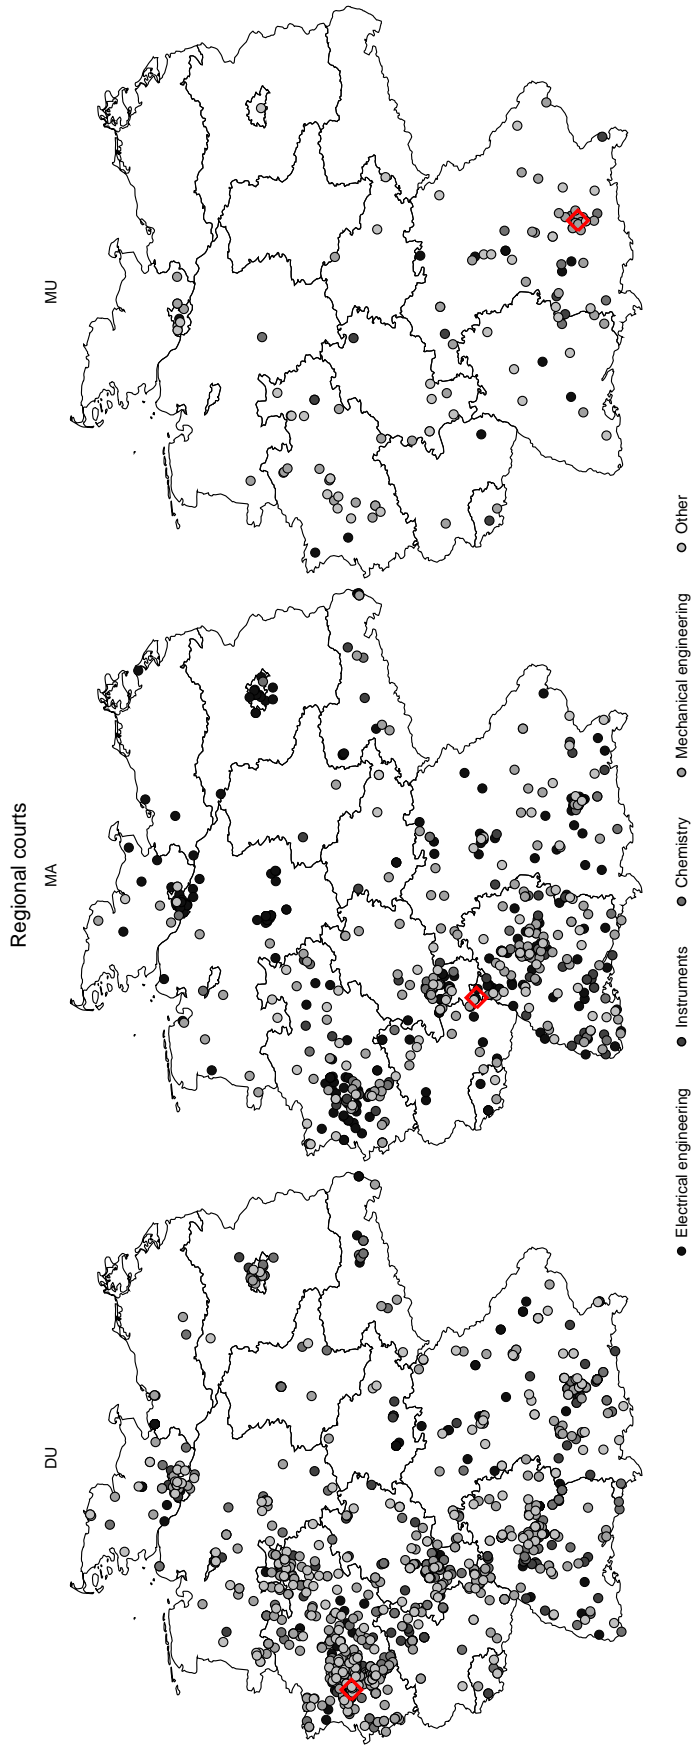 Regional courts
DU
MA
MU
Electrical engineering
Instruments
Chemistry
Mechanical engineering
Other